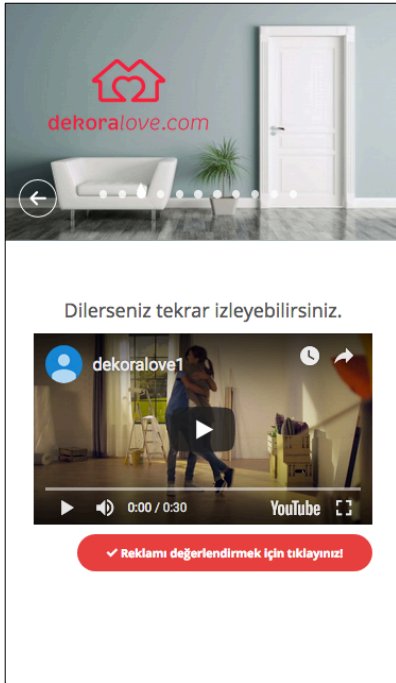 dekoralove.com
Dilerseniz tekrar izleyebilirsiniz.
dekoralove1
0:00 / 0:30
YouTube
Reklamı değerlendirmek için tıklayınız!